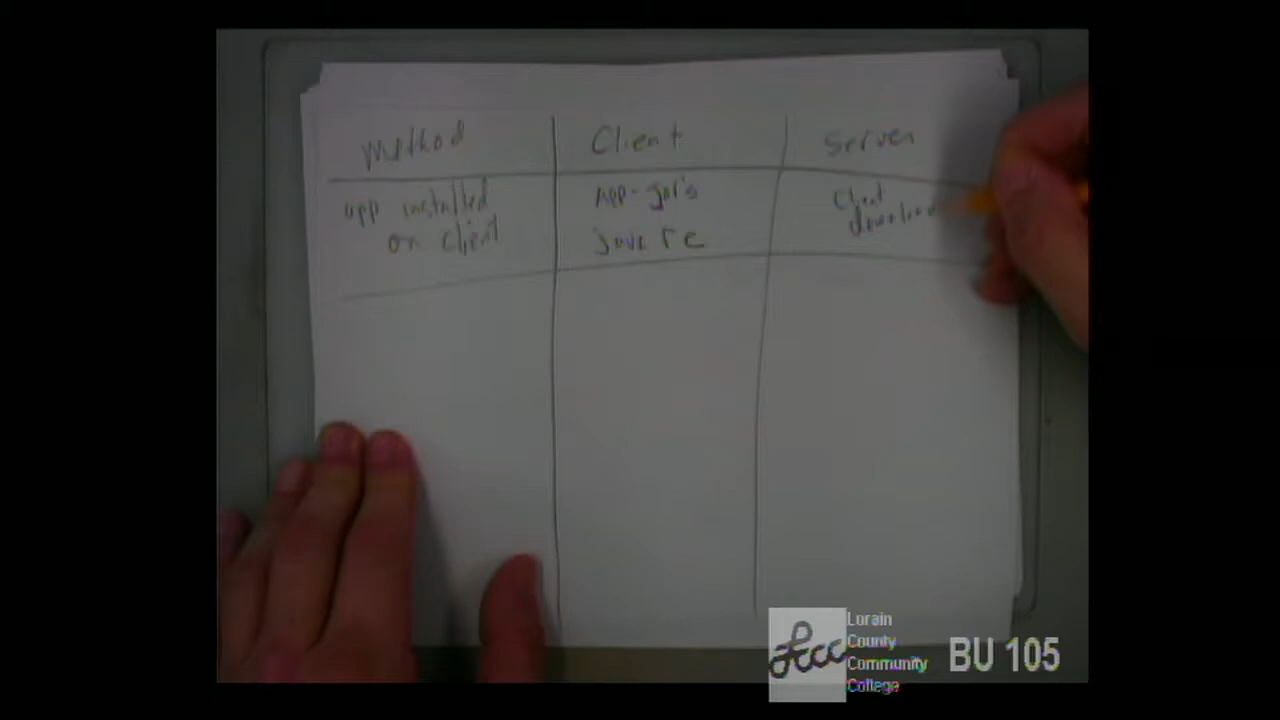 Method
Client
Server
app installed
on client
App-jar's
java re
Client
download
Lorain
County
Community
College
lccc
BU 105